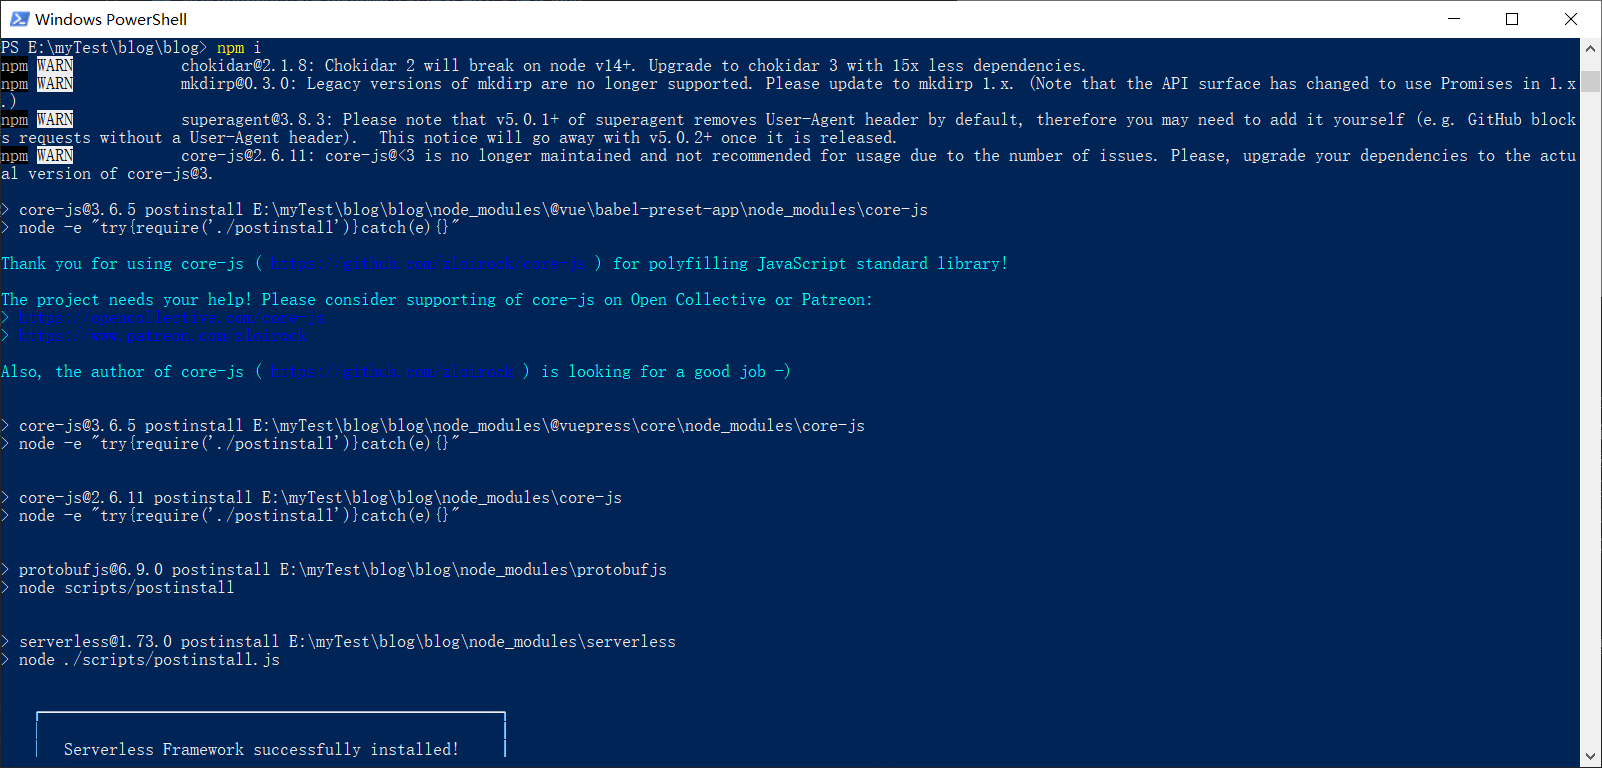 Windows PowerShell
PS E:\myTest\blog\blog> npm i
npm WARN chokidar@2.1.8: Chokidar 2 will break on node v14+. Upgrade to chokidar 3 with 15x less dependencies.
npm WARN mkdirp@0.3.0: Legacy versions of mkdirp are no longer supported. Please update to mkdirp 1.x. (Note that the API surface has changed to use Promises in 1.x
.)
npm WARN superagent@3.8.3: Please note that v5.0.1+ of superagent removes User-Agent header by default, therefore you may need to add it yourself (e.g. GitHub block
s requests without a User-Agent header).  This notice will go away with v5.0.2+ once it is released.
npm WARN core-js@2.6.11: core-js@<3 is no longer maintained and not recommended for usage due to the number of issues. Please, upgrade your dependencies to the actu
al version of core-js@3.
> core-js@3.6.5 postinstall E:\myTest\blog\blog\node_modules\@vue\babel-preset-app\node_modules\core-js
> node -e "try{require('./postinstall')}catch(e){}"
Thank you for using core-js ( https://github.com/zloirock/core-js ) for polyfilling JavaScript standard library!
The project needs your help! Please consider supporting of core-js on Open Collective or Patreon:
> https://opencollective.com/core-js
> https://www.patreon.com/zloirock
Also, the author of core-js ( https://github.com/zloirock ) is looking for a good job -)
> core-js@3.6.5 postinstall E:\myTest\blog\blog\node_modules\@vuepress\core\node_modules\core-js
> node -e "try{require('./postinstall')}catch(e){}"
> core-js@2.6.11 postinstall E:\myTest\blog\blog\node_modules\core-js
> node -e "try{require('./postinstall')}catch(e){}"
> protobufjs@6.9.0 postinstall E:\myTest\blog\blog\node_modules\protobufjs
> node scripts/postinstall
> serverless@1.73.0 postinstall E:\myTest\blog\blog\node_modules\serverless
> node ./scripts/postinstall.js
Serverless Framework successfully installed!